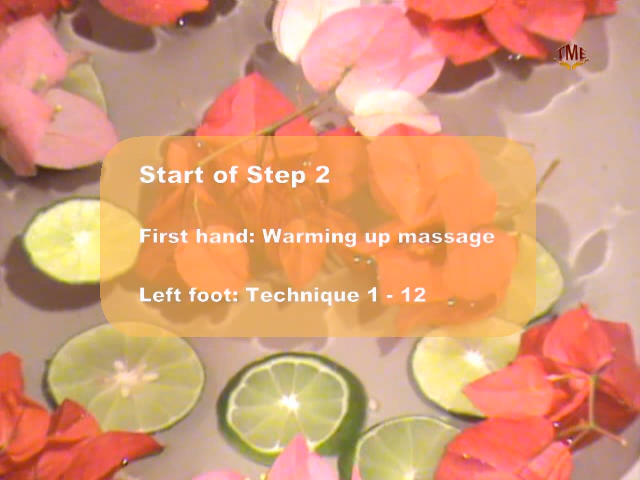 TME
Start of Step 2
First hand: Warming up massage
Left foot: Technique 1 - 12